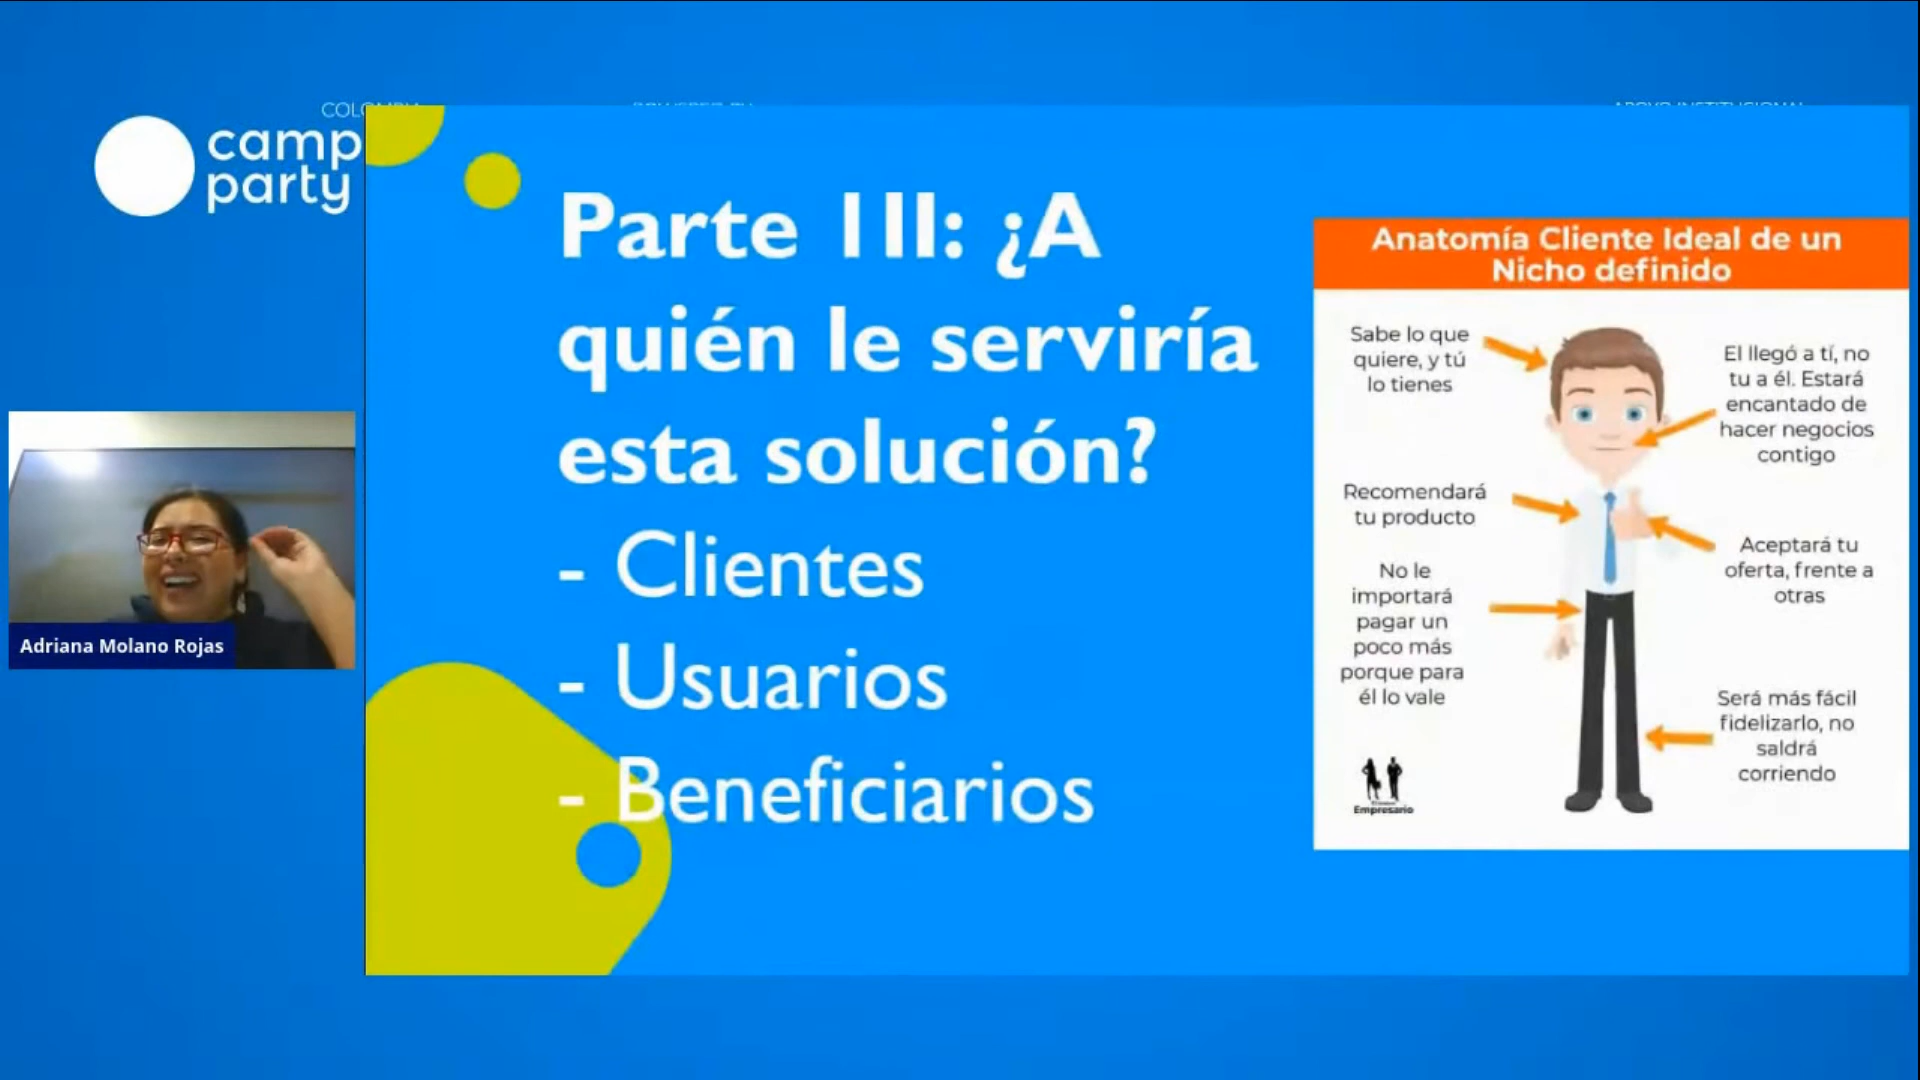 COLOMBIA
camp
party
Parte III: ¿A
quién le serviría
esta solución?
- Clientes
- Usuarios
- Beneficiarios
Anatomía Cliente Ideal de un
Nicho definido
Sabe lo que
quiere, y tú
lo tienes
El llegó a tí, no
tu a él. Estará
encantado de
hacer negocios
contigo
Recomendará
tu producto
Aceptará tu
oferta, frente a
otras
No le
importará
pagar un
poco más
porque para
él lo vale
Será más fácil
fidelizarlo, no
saldrá
corriendo
Empresario
Adriana Molano Rojas